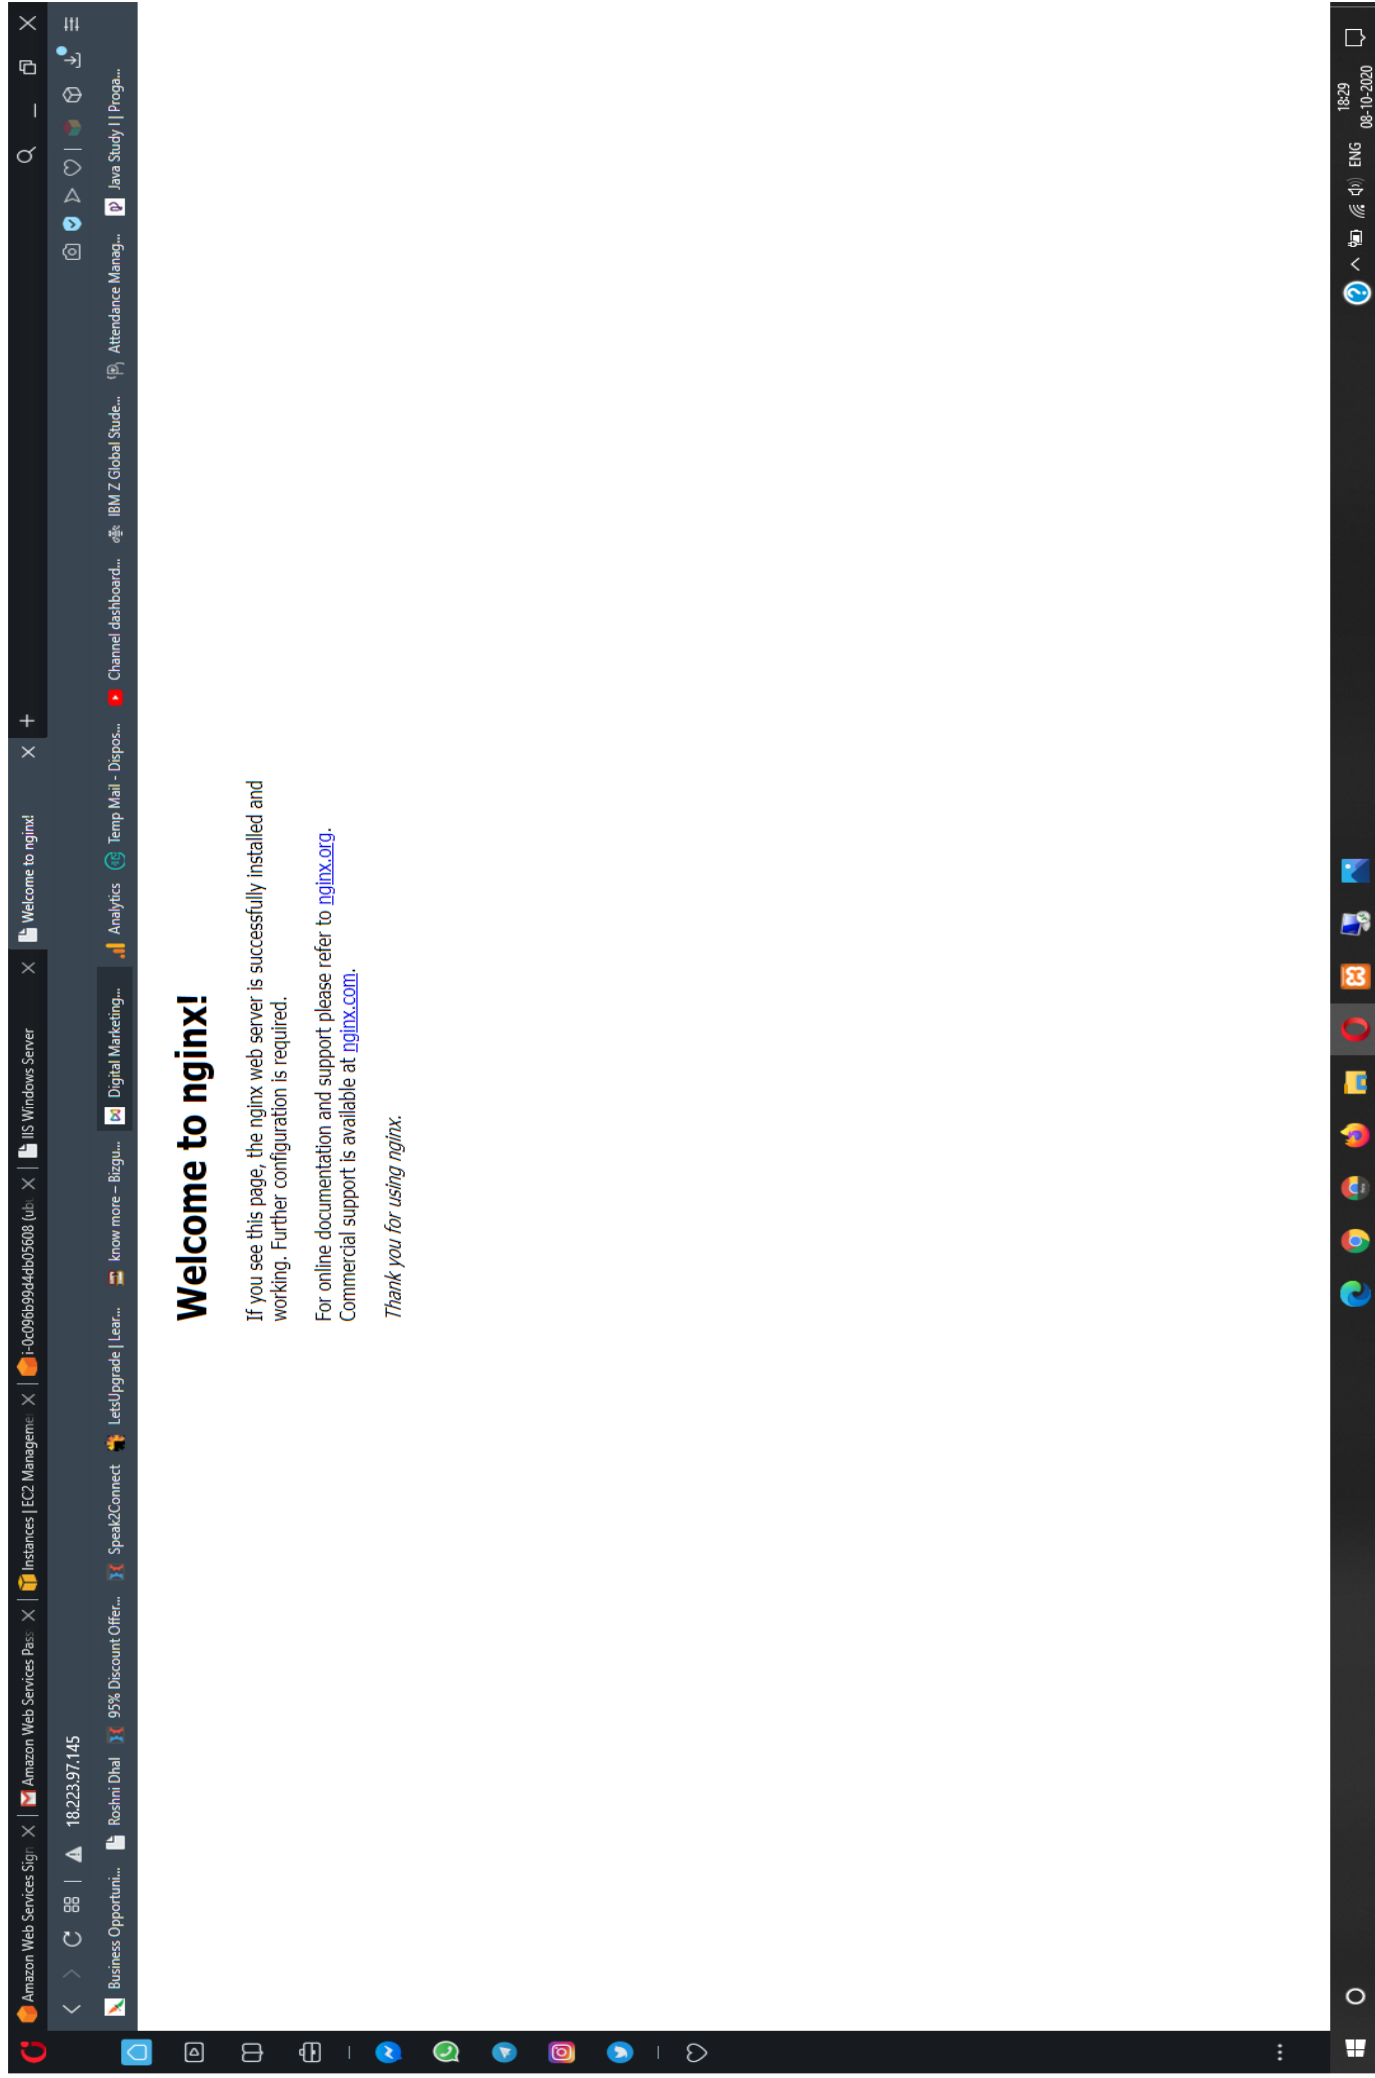 Amazon Web Services Sign
Amazon Web Services Pass
Instances | EC2 Manageme
i-0c096b99d4db05608 (ubu
IIS Windows Server
Welcome to nginx!
18.223.97.145
Business Opportuni...
Roshni Dhal
95% Discount Offer...
Speak2Connect
LetsUpgrade | Lear...
know more – Bizgu...
Digital Marketing...
Analytics
Temp Mail - Dispos...
Channel dashboard...
IBM Z Global Stude...
Attendance Manag...
Java Study I || Proga...
Welcome to nginx!
If you see this page, the nginx web server is successfully installed and
working. Further configuration is required.
For online documentation and support please refer to nginx.org.
Commercial support is available at nginx.com.
Thank you for using nginx.
ENG
18:29
08-10-2020